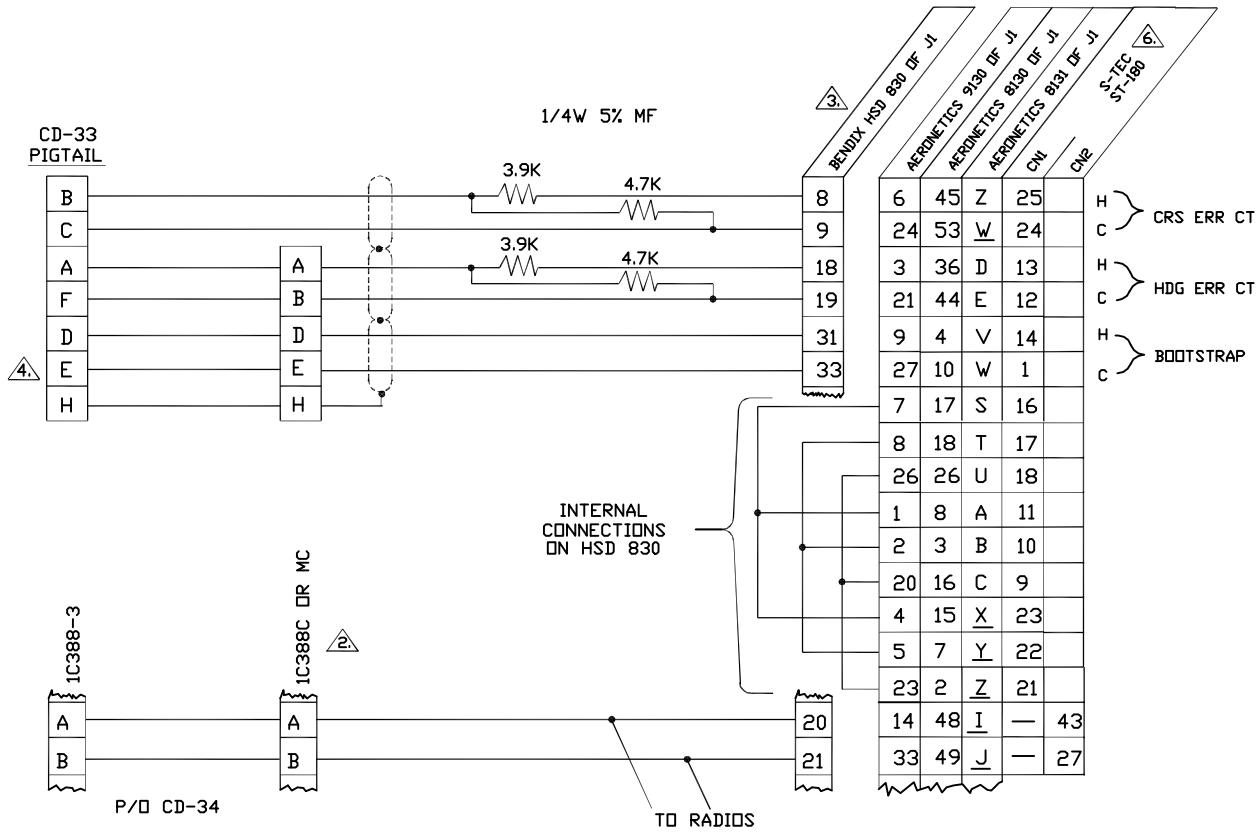 BENDIX HSD 830 OF J1
AERONETICS 9130 OF J1
AERONETICS 8130 OF J1
AERONETICS 8131 OF J1
S-TEC
ST-180
6.
CN1
CN2
3.
1/4W 5% MF
CD-33
PIGTAIL
B 3.9K 4.7K 8 6 45 Z 25 H
C 9 24 53 W 24 C
CRS ERR CT
A A 3.9K 4.7K 18 3 36 D 13 H
F B 19 21 44 E 12 C
HDG ERR CT
D D 31 9 4 V 14 H
4. E E 33 27 10 W 1 C
BOOTSTRAP
H H 7 17 S 16
8 18 T 17
26 26 U 18
1 8 A 11
2 3 B 10
20 16 C 9
4 15 X 23
5 7 Y 22
23 2 Z 21
INTERNAL
CONNECTIONS
ON HSD 830
1C388-3
1C388C OR MC
2.
A A 20 14 48 I — 43
B B 21 33 49 J — 27
P/O CD-34
TO RADIOS